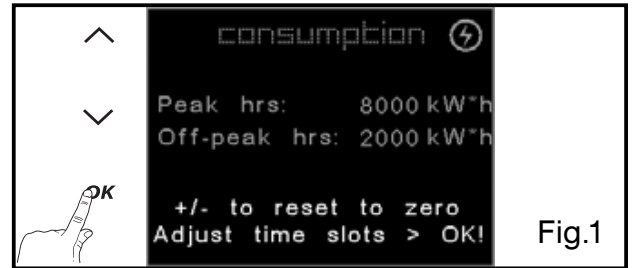 consumption
Peak hrs: 8000 kW*h
Off-peak hrs: 2000 kW*h
OK
+/- to reset to zero
Adjust time slots > OK!
Fig.1